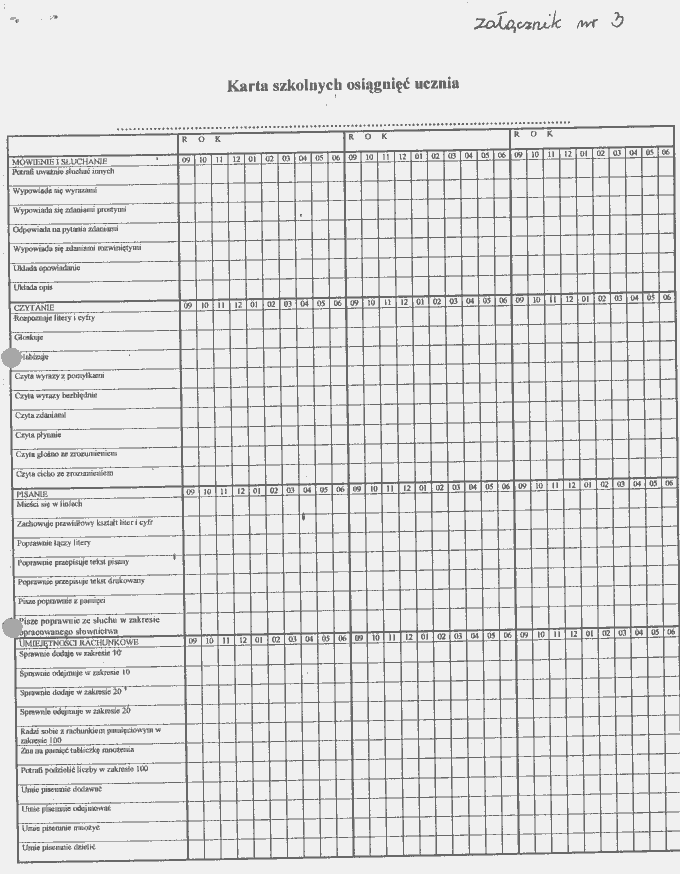 załącznik nr 3
Karta szkolnych osiągnięć ucznia
R O K R O K R O K
MÓWIENIE I SŁUCHANIE 09 10 11 12 01 02 03 04 05 06 09 10 11 12 01 02 03 04 05 06 09 10 11 12 01 02 03 04 05 06
Potrafi uważnie słuchać innych
Wypowiada się wyrazami
Wypowiada się zdaniami prostymi
Odpowiada na pytania zdaniami
Wypowiada się zdaniami rozwiniętymi
Układa opowiadanie
Układa opis
CZYTANIE 09 10 11 12 01 02 03 04 05 06 09 10 11 12 01 02 03 04 05 06 09 10 11 12 01 02 03 04 05 06
Rozpoznaje litery i cyfry
Głoskuje
labizuje
Czyta wyrazy z pomyłkami
Czyta wyrazy bezbłędnie
Czyta zdaniami
Czyta płynnie
Czyta głośno ze zrozumieniem
Czyta cicho ze zrozumieniem
PISANIE 09 10 11 12 01 02 03 04 05 06 09 10 11 12 01 02 03 04 05 06 09 10 11 12 01 02 03 04 05 06
Mieści się w liniach
Zachowuje prawidłowy kształt liter i cyfr
Poprawnie łączy litery
Poprawnie przepisuje tekst pisany
Poprawnie przepisuje tekst drukowany
Pisze poprawnie z pamięci
Pisze poprawnie ze słuchu w zakresie
opracowanego słownictwa
UMIEJĘTNOŚCI RACHUNKOWE 09 10 11 12 01 02 03 04 05 06 09 10 11 12 01 02 03 04 05 06 09 10 11 12 01 02 03 04 05 06
Sprawnie dodaje w zakresie 10
Sprawnie odejmuje w zakresie 10
Sprawnie dodaje w zakresie 20
Sprawnie odejmuje w zakresie 20
Radzi sobie z rachunkiem pamięciowym w
zakresie 100
Zna na pamięć tabliczkę mnożenia
Potrafi podzielić liczby w zakresie 100
Umie pisemnie dodawać
Umie pisemnie odejmować
Umie pisemnie mnożyć
Umie pisemnie dzielić